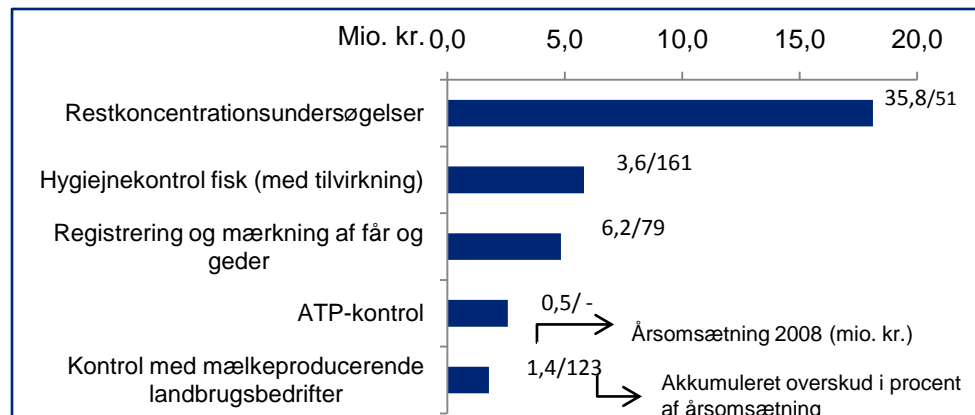 Mio. kr. 0,0 5,0 10,0 15,0 20,0
Restkoncentrationsundersøgelser 35,8/51
Hygiejnekontrol fisk (med tilvirkning) 3,6/161
Registrering og mærkning af får og
geder
6,2/79
ATP-kontrol 0,5/ -
Årsomsætning 2008 (mio. kr.)
Kontrol med mælkeproducerende
landbrugsbedrifter
1,4/123
Akkumuleret overskud i procent
af årsomsætning